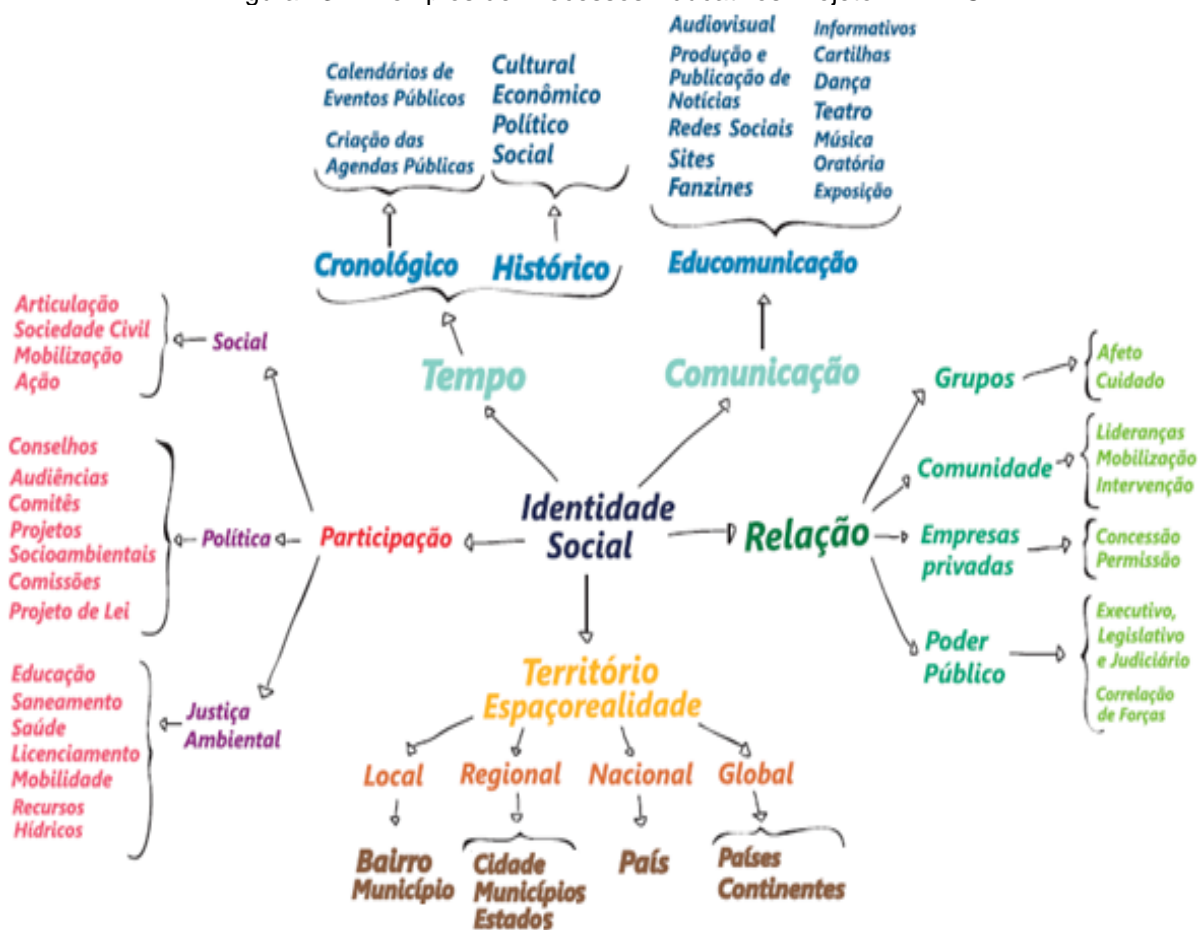 Audiovisual
Produção e
Publicação de
Notícias
Redes Sociais
Sites
Fanzines
Informativos
Cartilhas
Dança
Teatro
Música
Oratória
Exposição
Calendários de
Eventos Públicos
Criação das
Agendas Públicas
Cultural
Econômico
Político
Social
Cronológico
Histórico
Educomunicação
Tempo
Comunicação
Articulação
Sociedade Civil
Mobilização
Ação
Social
Conselhos
Audiências
Comitês
Projetos
Socioambientais
Comissões
Projeto de Lei
Política
Participação
Educação
Saneamento
Saúde
Licenciamento
Mobilidade
Recursos
Hídricos
Justiça
Ambiental
Identidade
Social
Relação
Grupos
Afeto
Cuidado
Comunidade
Lideranças
Mobilização
Intervenção
Empresas
privadas
Concessão
Permissão
Poder
Público
Executivo,
Legislativo
e Judiciário
Correlação
de Forças
Território
Espaçorealidade
Local
Regional
Nacional
Global
Bairro
Município
Cidade
Municípios
Estados
País
Países
Continentes